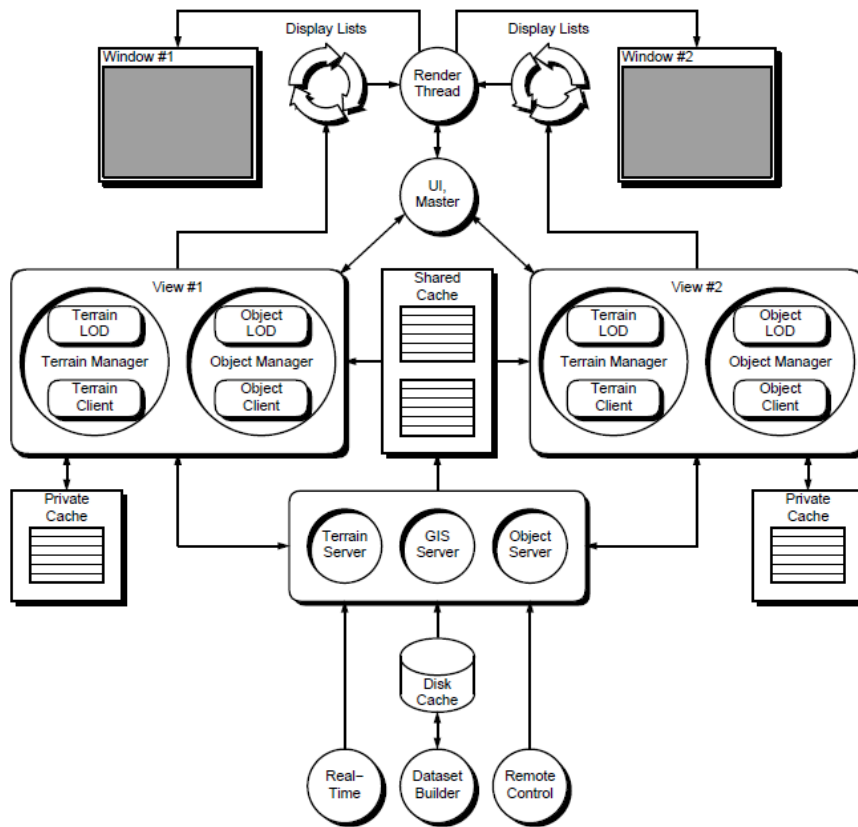 Display Lists
Display Lists
Window #1
Render
Thread
Window #2
UI,
Master
View #1
Shared
Cache
View #2
Terrain
LOD
Object
LOD
Terrain
LOD
Object
LOD
Terrain Manager
Object Manager
Terrain Manager
Object Manager
Terrain
Client
Object
Client
Terrain
Client
Object
Client
Private
Cache
Private
Cache
Terrain
Server
GIS
Server
Object
Server
Disk
Cache
Real-
Time
Dataset
Builder
Remote
Control